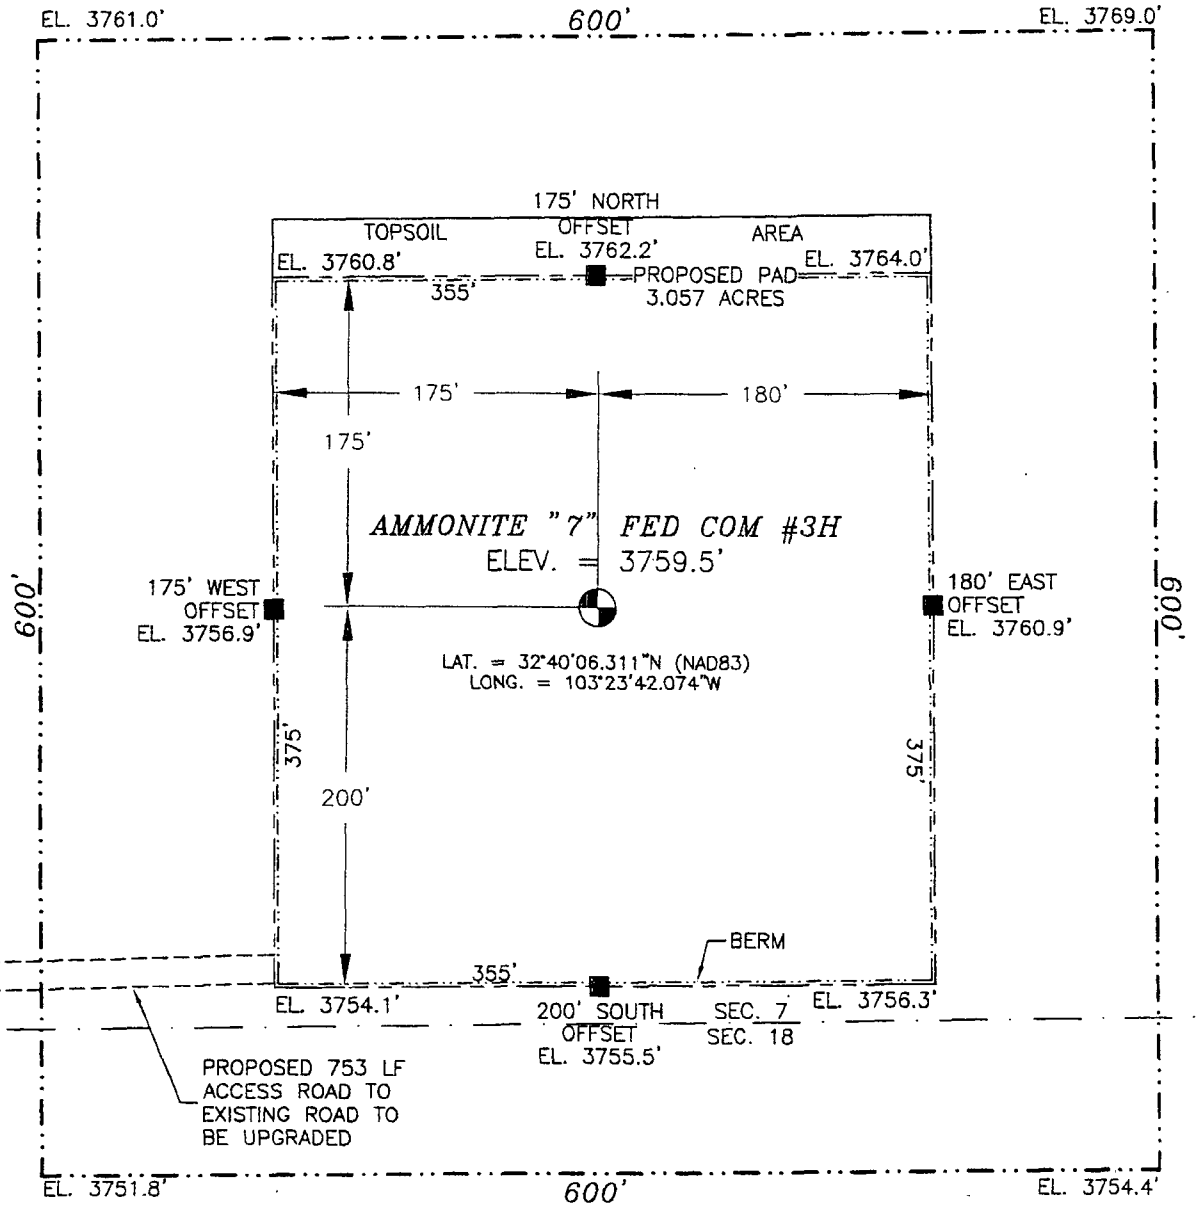 EL. 3761.0'
600'
EL. 3769.0'
175' NORTH
OFFSET
EL. 3762.2'
TOPSOIL
AREA
EL. 3760.8'
EL. 3764.0'
355'
PROPOSED PAD
3.057 ACRES
175'
180'
175'
AMMONITE "7" FED COM #3H
ELEV. = 3759.5'
600'
175' WEST
OFFSET
EL. 3756.9'
180' EAST
OFFSET
EL. 3760.9'
600'
LAT. = 32°40'06.311"N (NAD83)
LONG. = 103°23'42.074"W
375'
375'
200'
BERM
355'
EL. 3754.1'
200' SOUTH
OFFSET
EL. 3755.5'
SEC. 7
SEC. 18
EL. 3756.3'
PROPOSED 753 LF
ACCESS ROAD TO
EXISTING ROAD TO
BE UPGRADED
EL. 3751.8'
600'
EL. 3754.4'